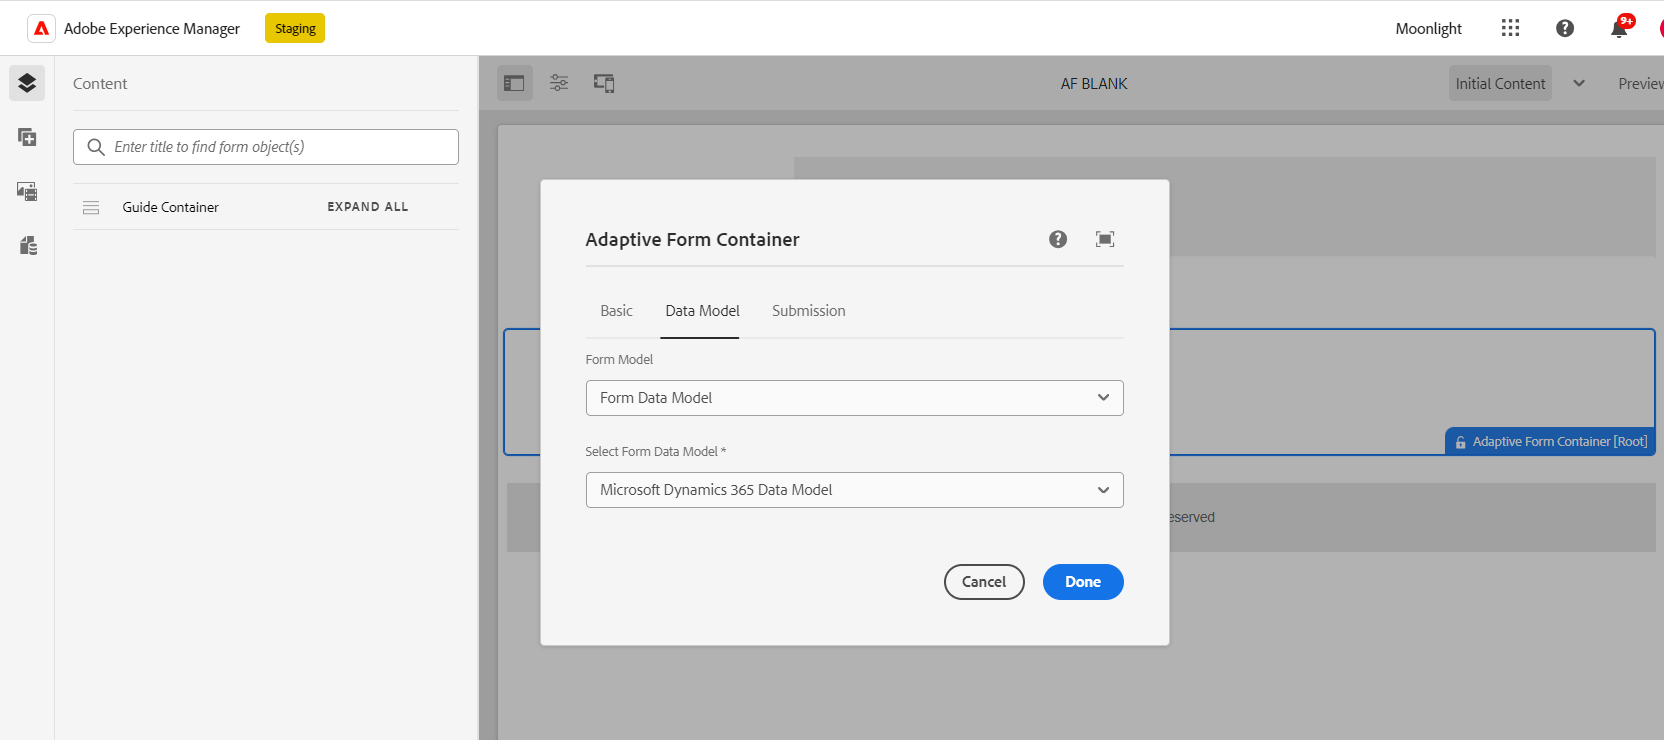 Adobe Experience Manager
Staging
Moonlight
9+
Content
AF BLANK
Initial Content
Preview
Enter title to find form object(s)
Guide Container
EXPAND ALL
Adaptive Form Container
Basic
Data Model
Submission
Form Model
Form Data Model
Adaptive Form Container [Root]
Select Form Data Model *
Microsoft Dynamics 365 Data Model
eserved
Cancel
Done